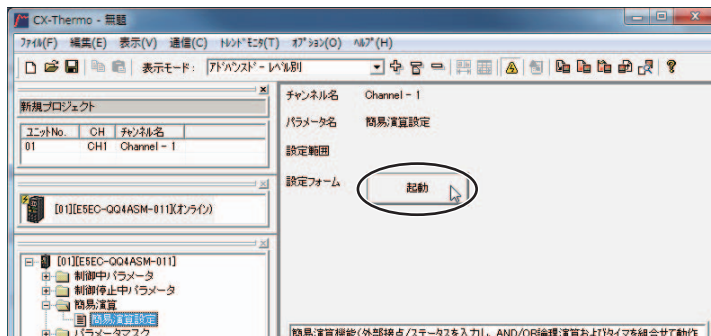 CX-Thermo - 無題
ファイル(F) 編集(E) 表示(V) 通信(C) トレンドモニタ(T) オプション(O) ヘルプ(H)
表示モード: アドバンスド - レベル別
新規プロジェクト
ユニットNo. CH チャンネル名
01 CH1 Channel - 1
[01][E5EC-QQ4ASM-011](オンライン)
[01][E5EC-QQ4ASM-011]
制御中パラメータ
制御停止中パラメータ
簡易演算
簡易演算設定
パラメータマスク
チャンネル名 Channel - 1
パラメータ名 簡易演算設定
設定範囲
設定フォーム 起動
簡易演算機能(外部接点/ステータスを入力し、AND/OR論理演算およびタイマを組合せて動作